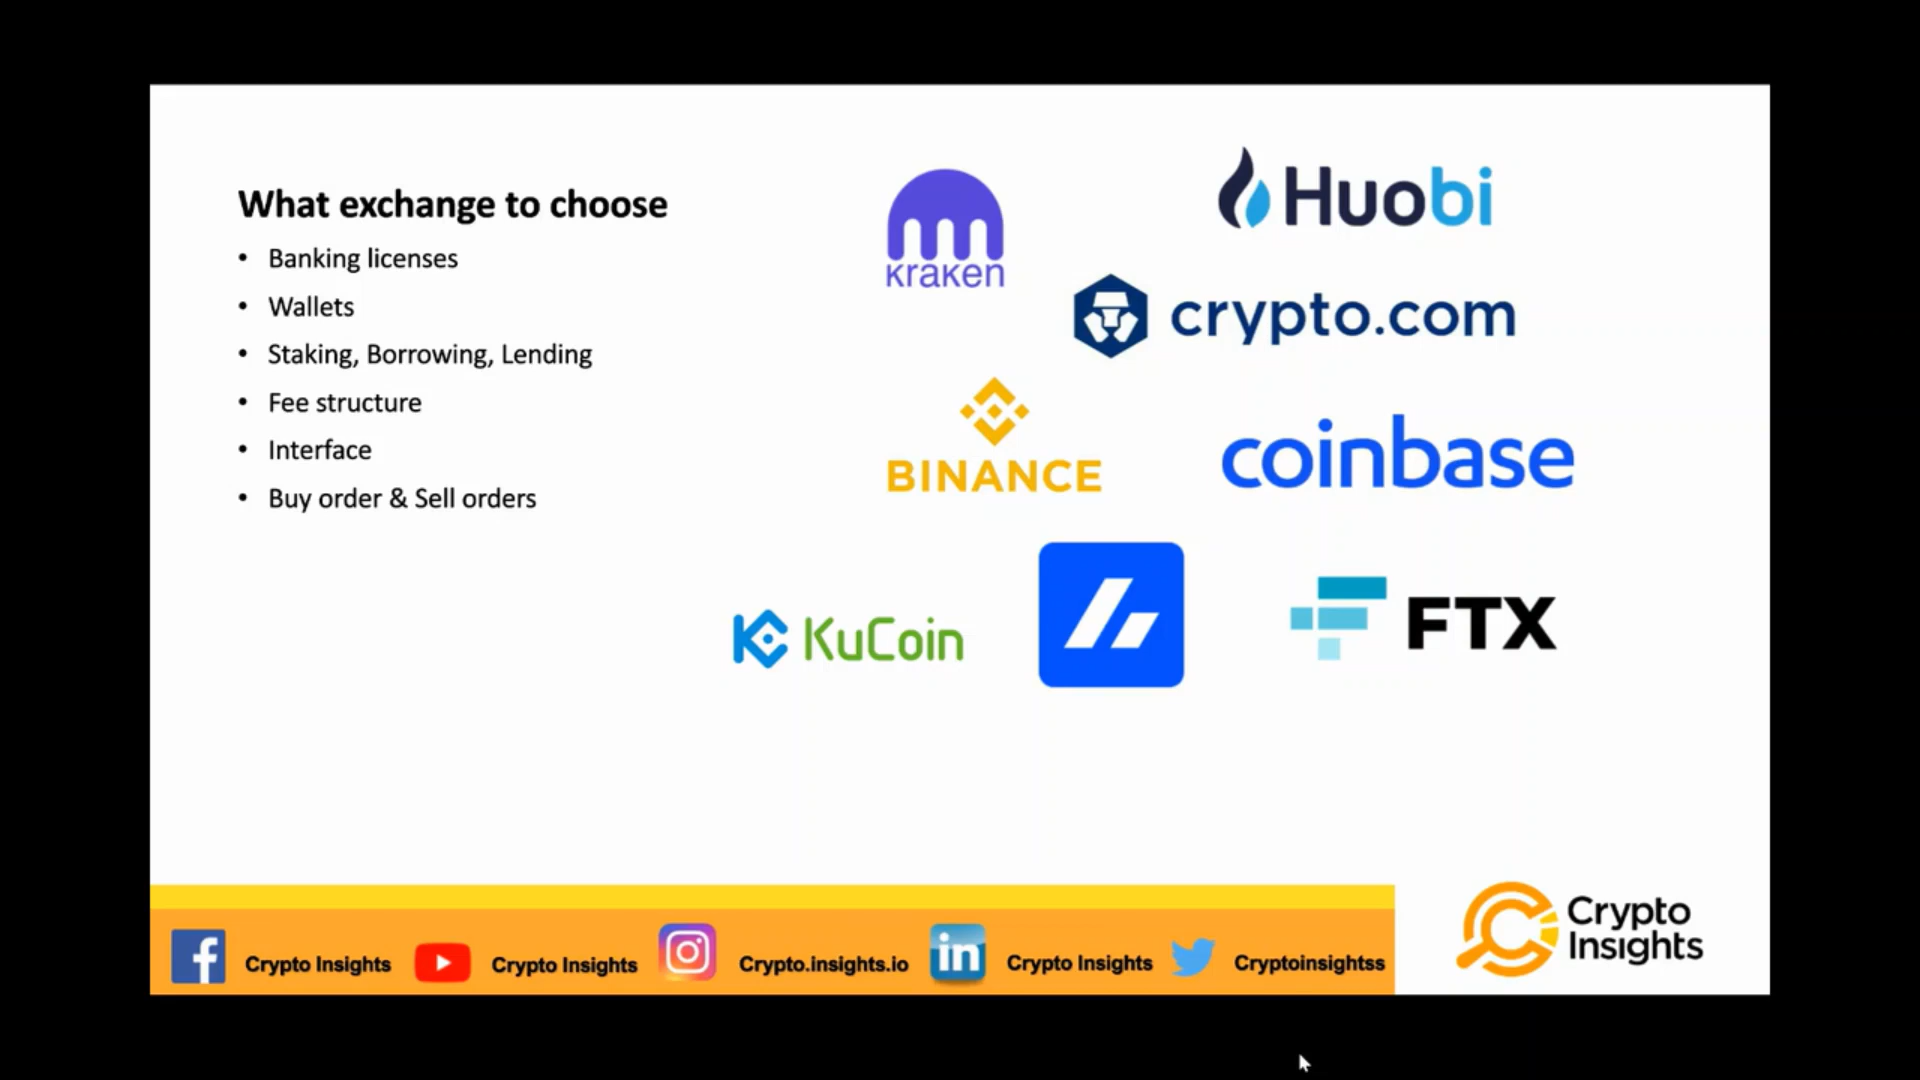 What exchange to choose
• Banking licenses
• Wallets
• Staking, Borrowing, Lending
• Fee structure
• Interface
• Buy order & Sell orders
kraken
Huobi
crypto.com
BINANCE
coinbase
KuCoin
FTX
Crypto Insights
Crypto Insights
Crypto.insights.io
in
Crypto Insights
Cryptoinsightss
Crypto
Insights